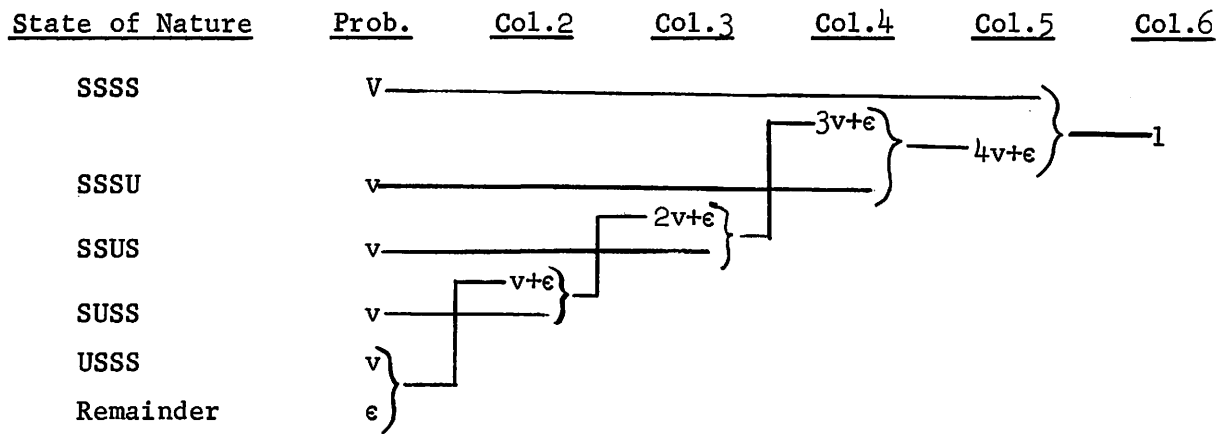 State of Nature Prob. Col.2 Col.3 Col.4 Col.5 Col.6
SSSS V
3v+ϵ
4v+ϵ 1
SSSU v
2v+ϵ
SSUS v
v+ϵ
SUSS v
USSS v
Remainder ϵ